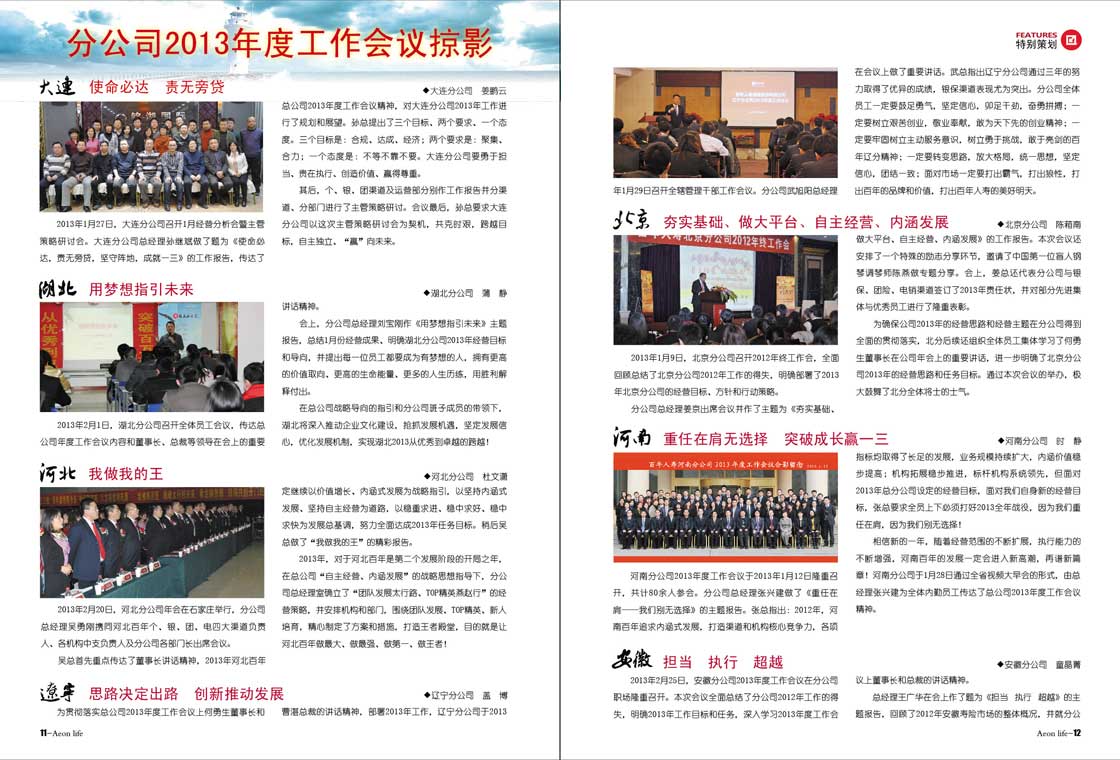 分公司2013年度工作会议掠影
大连 使命必达 责无旁贷
◆大连分公司 姜鹏云
2013年1月27日，大连分公司召开1月经营分析会暨主管
策略研讨会。大连分公司总经理孙继斌做了题为《使命必
达，责无旁贷，坚守阵地，成就一三》的工作报告，传达了
总公司2013年度工作会议精神，对大连分公司2013年工作进
行了规划和展望。孙总提出了三个目标、两个要求、一个态
度。三个目标是：合规、达成、经济；两个要求是：聚集、
合力；一个态度是：不等不靠不要。大连分公司要勇于担
当、贵在执行、创造价值、赢得尊重。
其后，个、银、团渠道及运营部分别作工作报告并分渠
道、分部门进行了主管策略研讨。会议最后，孙总要求大连
分公司以这次主管策略研讨会为契机，共克时艰，跨越目
标，自主独立，“赢”向未来。
湖北 用梦想指引未来
◆湖北分公司 蒲 静
从优秀到
突破百万
2013年2月1日，湖北分公司召开全体员工会议，传达总
公司年度工作会议内容和董事长、总裁等领导在会上的重要
讲话精神。
会上，分公司总经理刘宝刚作《用梦想指引未来》主题
报告，总结1月份经营成果，明确湖北分公司2013年经营目标
和导向，并提出每一位员工都要成为有梦想的人，拥有更高
的价值取向、更高的生命能量、更多的人生历练，用胜利解
释付出。
在总公司战略导向的指引和分公司班子成员的带领下，
湖北将深入推动企业文化建设，抢抓发展机遇，坚定发展信
心，优化发展机制，实现湖北2013从优秀到卓越的跨越！
河北 我做我的王
◆河北分公司 杜文潇
2013年2月20日，河北分公司年会在石家庄举行，分公司
总经理吴勇刚携同河北百年个、银、团、电四大渠道负责
人、各机构中支负责人及分公司各部门长出席会议。
吴总首先重点传达了董事长讲话精神，2013年河北百年
定继续以价值增长、内涵式发展为战略指引，以坚持内涵式
发展、坚持自主经营为道路，以稳重求进、稳中求好、稳中
求快为发展总基调，努力全面达成2013年任务目标。稍后吴
总做了“我做我的王”的精彩报告。
2013年，对于河北百年是第二个发展阶段的开局之年，
在总公司“自主经营、内涵发展”的战略思想指导下，分公
司总经理室确立了“团队发展太行路、TOP精英燕赵行”的经
营策略，并安排机构和部门，围绕团队发展、TOP精英、新人
培育，精心制定了方案和措施，打造王者殿堂，目的就是让
河北百年做最大、做最强、做第一、做王者！
辽宁 思路决定出路 创新推动发展
◆辽宁分公司 孟 博
为贯彻落实总公司2013年度工作会议上何勇生董事长和
曹湛总裁的讲话精神，部署2013年工作，辽宁分公司于2013
11—Aeon life
FEATURES
特别策划
年1月29日召开全辖管理干部工作会议。分公司武旭阳总经理
在会议上做了重要讲话。武总指出辽宁分公司通过三年的努
力取得了优异的成绩，银保渠道表现尤为突出。分公司全体
员工一定要鼓足勇气，坚定信心，卯足干劲，奋勇拼搏；一
定要树立艰苦创业，敬业奉献，敢为天下先的创业精神；一
定要牢固树立主动服务意识，树立勇于挑战，敢于亮剑的百
年辽分精神；一定要转变思路，放大格局，统一思想，坚定
信心，团结一致；面对市场一定要打出霸气，打出狼性，打
出百年的品牌和价值，打出百年人寿的美好明天。
北京 夯实基础、做大平台、自主经营、内涵发展
◆北京分公司 陈楠南
北京分公司2012年终工作会
2013年1月9日，北京分公司召开2012年终工作会，全面
回顾总结了北京分公司2012年工作的得失，明确部署了2013
年北京分公司的经营目标、方针和行动策略。
分公司总经理姜京出席会议并作了主题为《夯实基础、
做大平台、自主经营、内涵发展》的工作报告。本次会议还
安排了一个特殊的励志分享环节，邀请了中国第一位盲人钢
琴调琴师陈燕做专题分享。会上，姜总还代表分公司与银
保、团险、电销渠道签订了2013年责任状，并对部分先进集
体与优秀员工进行了隆重表彰。
为确保公司2013年的经营思路和经营主题在分公司得到
全面的贯彻落实，北分后续还组织全体员工集体学习了何勇
生董事长在公司年会上的重要讲话，进一步明确了北京分公
司2013年的经营思路和任务目标。通过本次会议的举办，极
大鼓舞了北分全体将士的士气。
河南 重任在肩无选择 突破成长赢一三
◆河南分公司 时 静
百年人寿河南分公司2013年度工作会议合影留念
河南分公司2013年度工作会议于2013年1月12日隆重召
开，共计80余人参会。分公司总经理张兴建做了《重任在
肩——我们别无选择》的主题报告。张总指出：2012年，河
南百年追求内涵式发展，打造渠道和机构核心竞争力，各项
指标均取得了长足的发展，业务规模持续扩大，内涵价值稳
步提高；机构拓展稳步推进，标杆机构系统领先，但面对
2013年总分公司设定的经营目标，面对我们自身新的经营目
标，张总要求全员上下必须打好2013全年战役，因为我们重
任在肩，因为我们别无选择！
相信新的一年，随着经营范围的不断扩展，执行能力的
不断增强，河南百年的发展一定会进入新高潮，再谱新篇
章！河南分公司于1月28日通过全省视频大早会的形式，由总
经理张兴建为全体内勤员工传达了总公司2013年度工作会议
精神。
安徽 担当 执行 超越
◆安徽分公司 童晶菁
2013年2月25日，安徽分公司2013年度工作会议在分公司
职场隆重召开。本次会议全面总结了分公司2012年工作的得
失，明确2013年工作目标和任务，深入学习2013年度工作会
议上董事长和总裁的讲话精神。
总经理王广华在会上作了题为《担当 执行 超越》的主
题报告，回顾了2012年安徽寿险市场的整体概况，并就分公
Aeon life—12